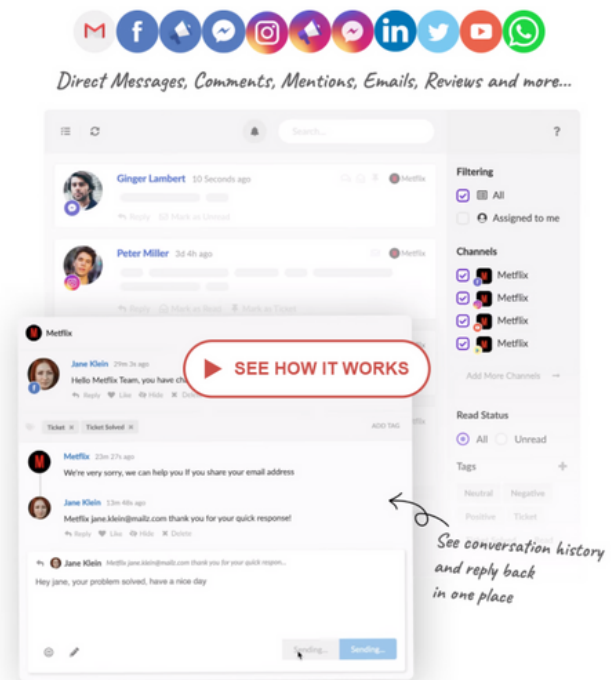 Direct Messages, Comments, Mentions, Emails, Reviews and more...
Search...
?
Ginger Lambert 10 Seconds ago
Metflix
Reply Mark as Unread
Peter Miller 3d 4h ago
Metflix
Reply Mark as Read Mark as Ticket
Filtering
All
Assigned to me
Channels
Metflix
Metflix
Metflix
Metflix
Add More Channels
Read Status
All Unread
Tags
Neutral Negative
Positive Ticket
Metflix
Jane Klein 29m 3s ago
Hello Metflix Team, you have
Reply Like Hide Delete
SEE HOW IT WORKS
Ticket Ticket Solved ADD TAG
Metflix 23m 27s ago
We're very sorry, we can help you If you share your email address
Jane Klein 13m 48s ago
Metflix jane.klein@mailz.com thank you for your quick response!
Reply Like Hide Delete
Jane Klein Metflix jane.klein@mailz.com thank you for your quick respon...
Hey jane, your problem solved, have a nice day
Sending... Sending...
See conversation history
and reply back
in one place